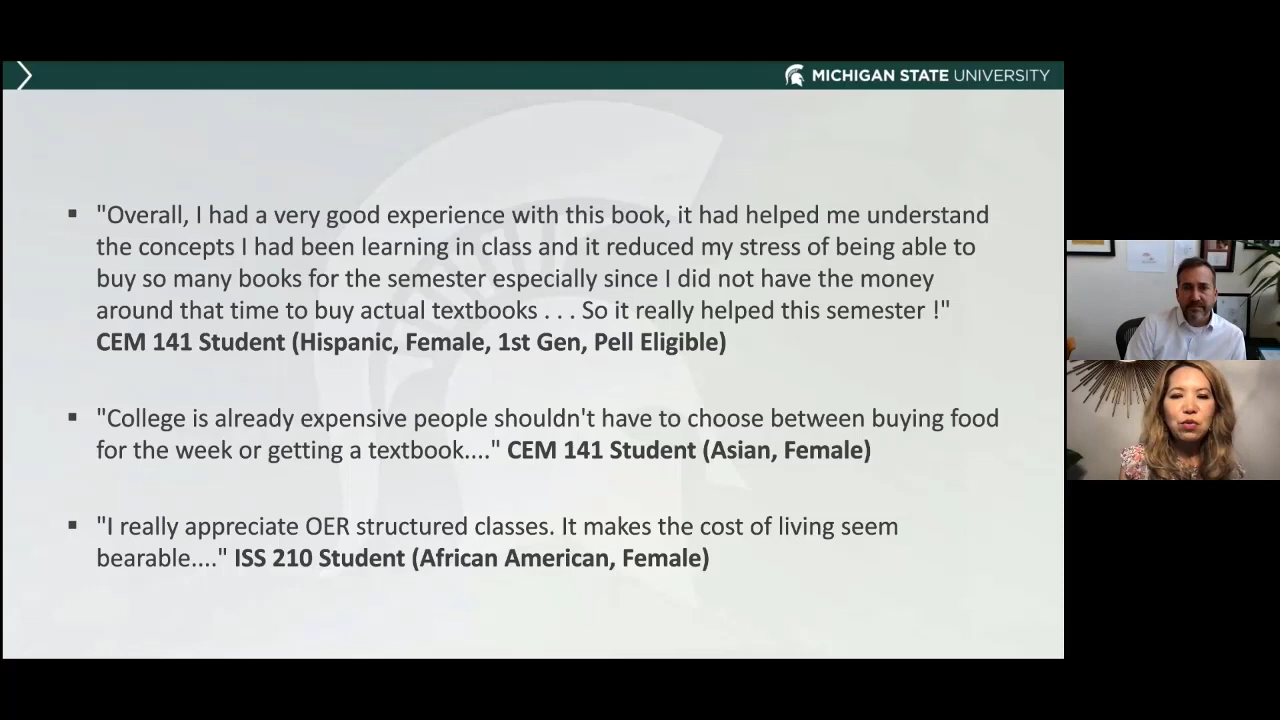 MICHIGAN STATE UNIVERSITY
"Overall, I had a very good experience with this book, it had helped me understand
the concepts I had been learning in class and it reduced my stress of being able to
buy so many books for the semester especially since I did not have the money
around that time to buy actual textbooks . . . So it really helped this semester !"
CEM 141 Student (Hispanic, Female, 1st Gen, Pell Eligible)
"College is already expensive people shouldn't have to choose between buying food
for the week or getting a textbook...." CEM 141 Student (Asian, Female)
"I really appreciate OER structured classes. It makes the cost of living seem
bearable...." ISS 210 Student (African American, Female)